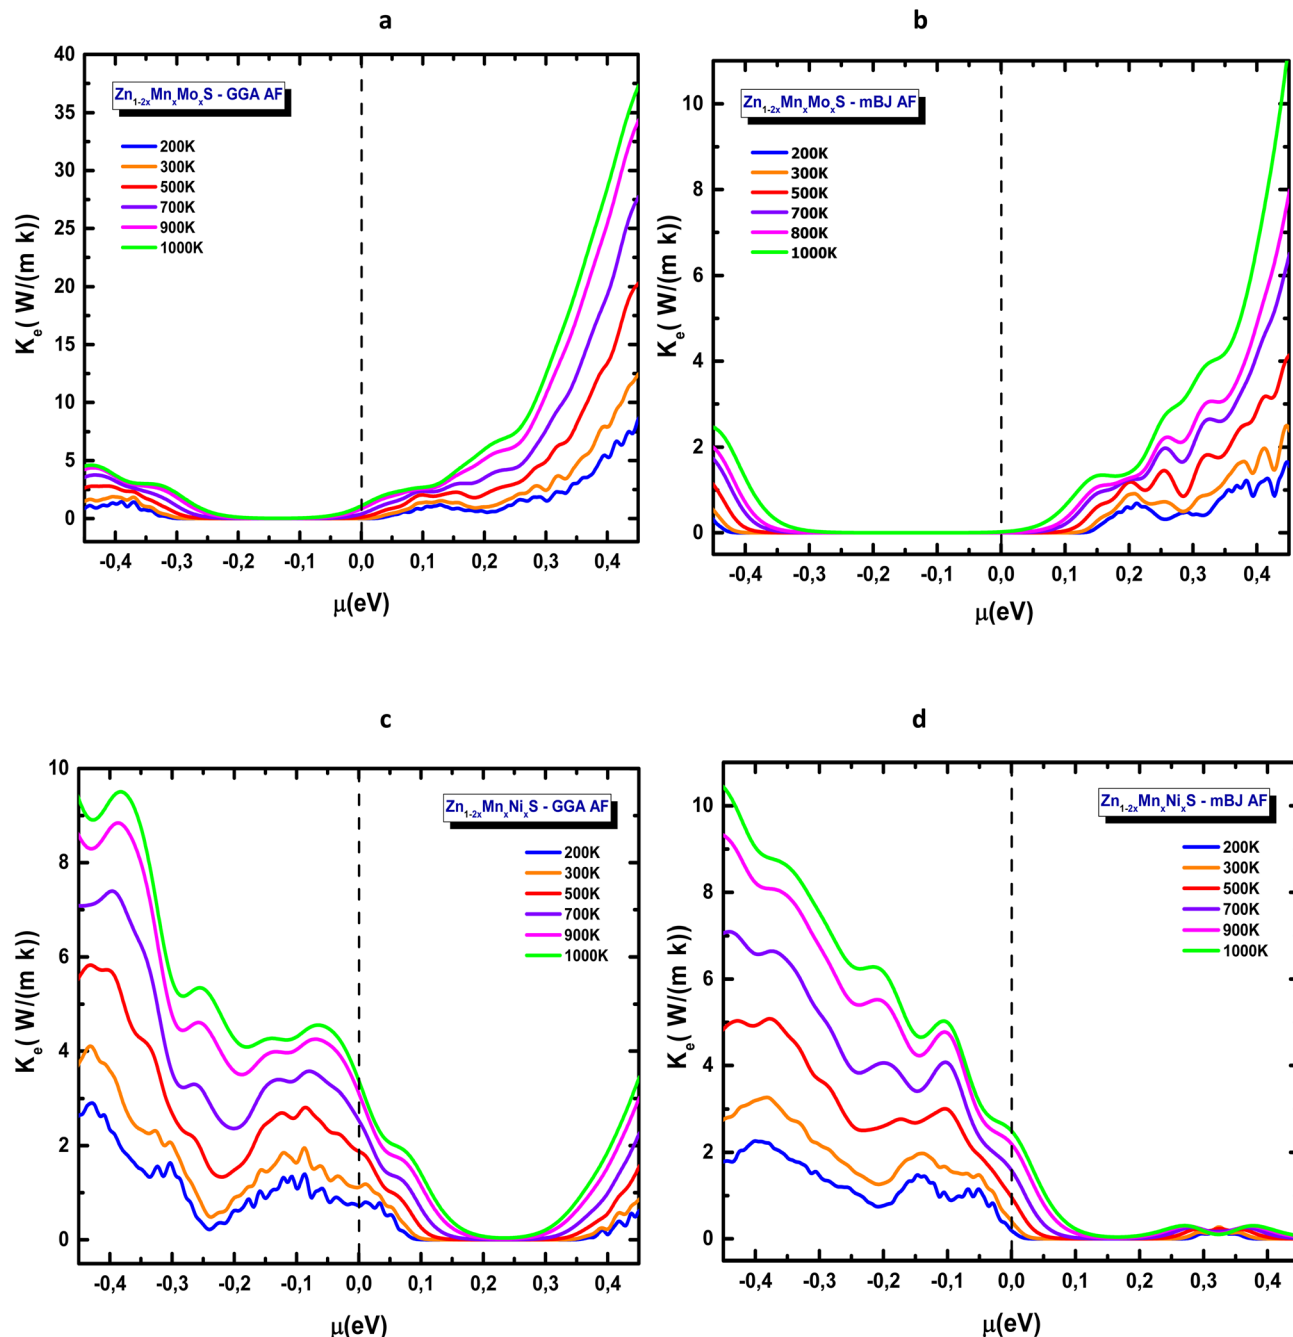 a
Zn1-2xMnxMoxS - GGA AF
200K
300K
500K
700K
900K
1000K
40
35
30
25
20
15
10
5
0
Ke( W/(m k))
-0,4 -0,3 -0,2 -0,1 0,0 0,1 0,2 0,3 0,4
μ(eV)
b
Zn1-2xMnxMoxS - mBJ AF
200K
300K
500K
700K
800K
1000K
10
8
6
4
2
0
Ke( W/(m k))
-0,4 -0,3 -0,2 -0,1 0,0 0,1 0,2 0,3 0,4
μ(eV)
c
Zn1-2xMnxNixS - GGA AF
200K
300K
500K
700K
900K
1000K
10
8
6
4
2
0
Ke( W/(m k))
-0,4 -0,3 -0,2 -0,1 0,0 0,1 0,2 0,3 0,4
μ(eV)
d
Zn1-2xMnxNixS - mBJ AF
200K
300K
500K
700K
900K
1000K
10
8
6
4
2
0
Ke( W/(m k))
-0,4 -0,3 -0,2 -0,1 0,0 0,1 0,2 0,3 0,4
μ(eV)